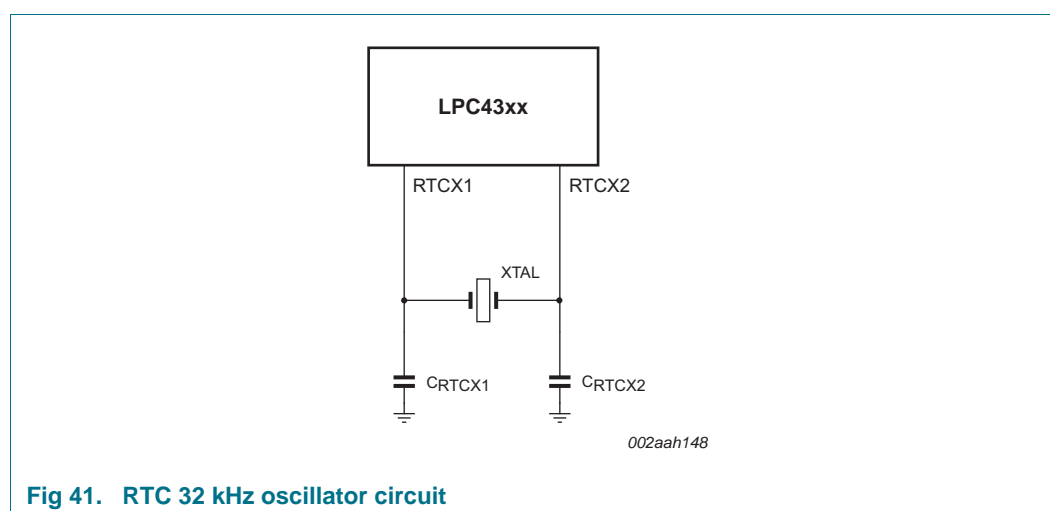 LPC43xx
RTCX1 RTCX2
XTAL
CRTCX1 CRTCX2
002aah148
Fig 41. RTC 32 kHz oscillator circuit